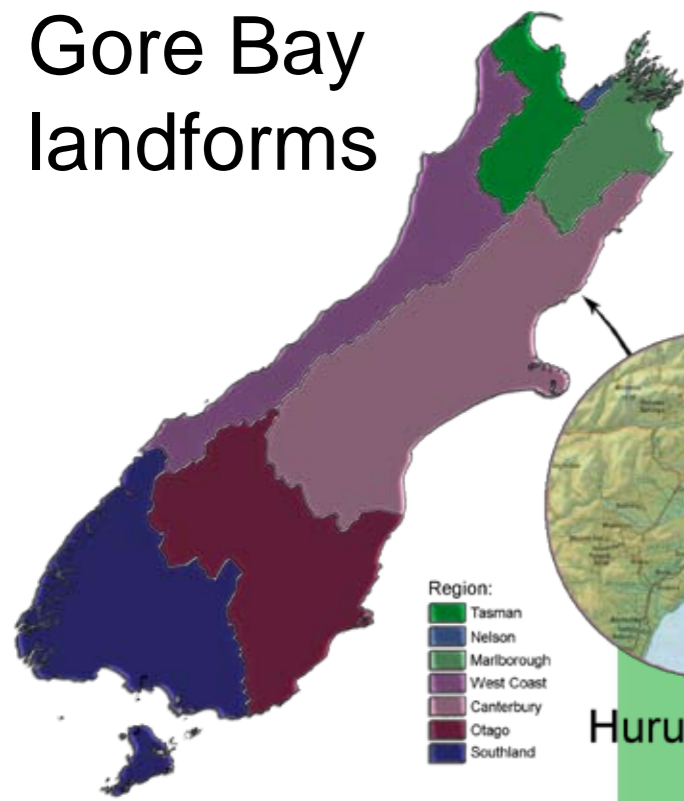 Gore Bay
landforms
Region:
Tasman
Nelson
Marlborough
West Coast
Canterbury
Otago
Southland
Huru